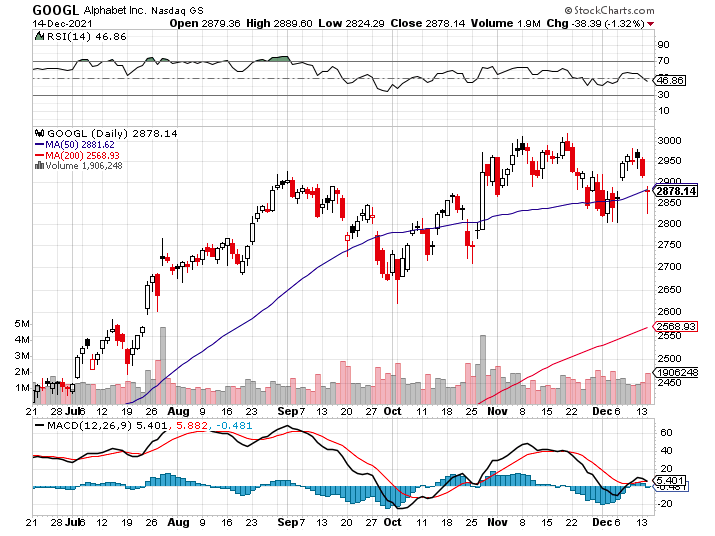 GOOGL Alphabet Inc. Nasdaq GS © StockCharts.com
14-Dec-2021 Open 2879.36 High 2889.60 Low 2824.29 Close 2878.14 Volume 1.9M Chg -38.39 (-1.32%)
RSI(14) 46.86
90
70
46.86
30
10
GOOGL (Daily) 2878.14
MA(50) 2881.62
MA(200) 2568.93
Volume 1,906,248
3000
2950
2900
2878.14
2850
2800
2750
2700
2650
2600
2568.93
2550
2500
1906248
2450
5M
4M
3M
2M
1M
21 28 Jul 6 12 19 26 Aug 9 16 23 Sep 7 13 20 27 Oct 11 18 25 Nov 8 15 22 Dec 6 13
MACD(12,26,9) 5.401, 5.882, -0.481
60
40
20
5.401
-0.481
-20
21 28 Jul 6 12 19 26 Aug 9 16 23 Sep 7 13 20 27 Oct 11 18 25 Nov 8 15 22 Dec 6 13